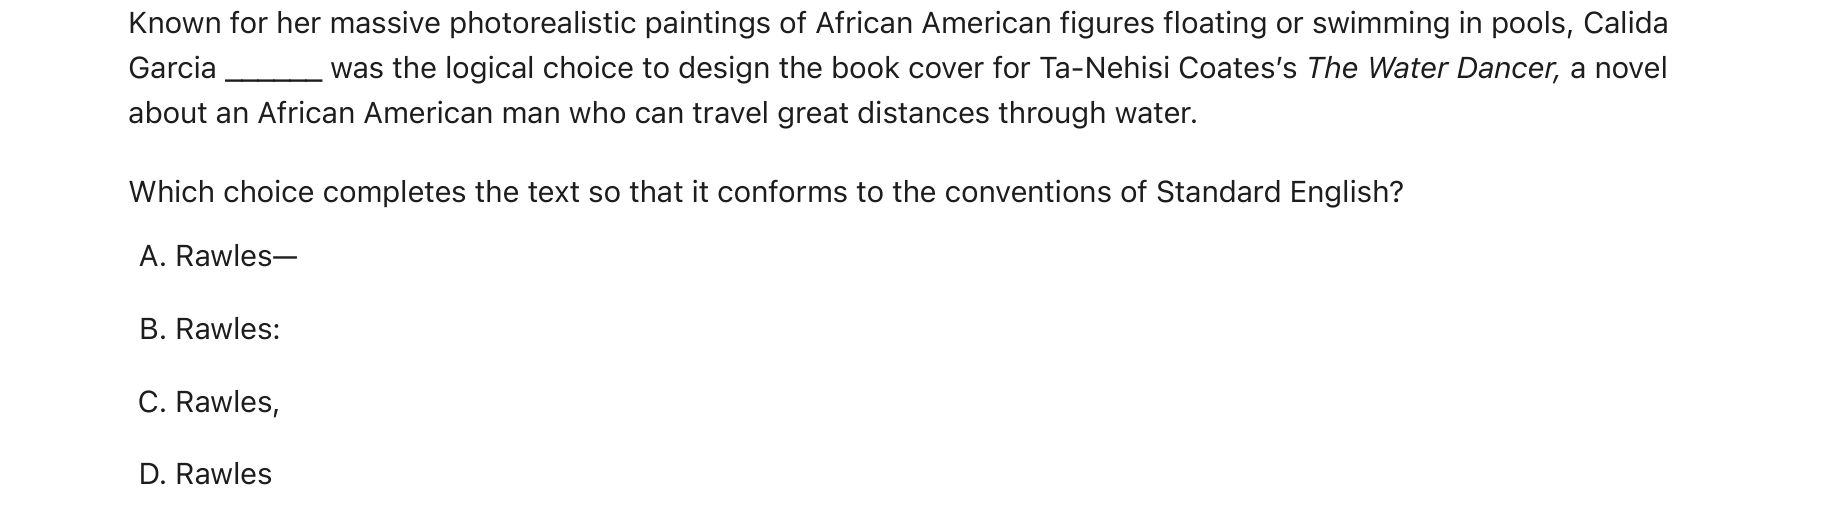 Known for her massive photorealistic paintings of African American figures floating or swimming in pools, Calida
Garcia ______ was the logical choice to design the book cover for Ta-Nehisi Coates’s The Water Dancer, a novel
about an African American man who can travel great distances through water.
Which choice completes the text so that it conforms to the conventions of Standard English?
A. Rawles—
B. Rawles:
C. Rawles,
D. Rawles